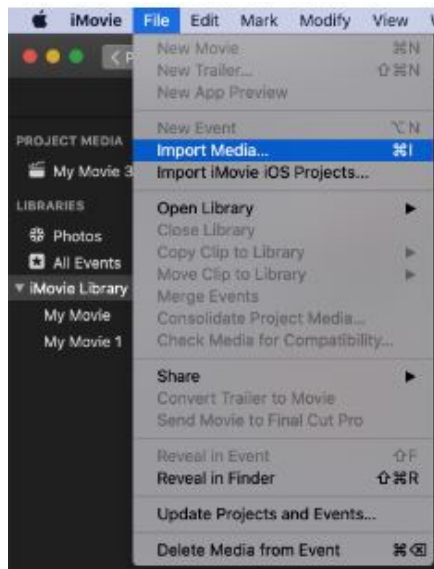 iMovie File Edit Mark Modify View
New Movie ⌘N
New Trailer... ⇧⌘N
New App Preview
New Event ⌥N
Import Media... ⌘I
Import iMovie iOS Projects...
Open Library
Close Library
Copy Clip to Library
Move Clip to Library
Merge Events
Consolidate Project Media...
Check Media for Compatibility...
Share
Convert Trailer to Movie
Send Movie to Final Cut Pro
Reveal in Event ⇧F
Reveal in Finder ⇧⌘R
Update Projects and Events...
Delete Media from Event ⌘⌫
PROJECT MEDIA
My Movie 3
LIBRARIES
Photos
All Events
iMovie Library
My Movie
My Movie 1